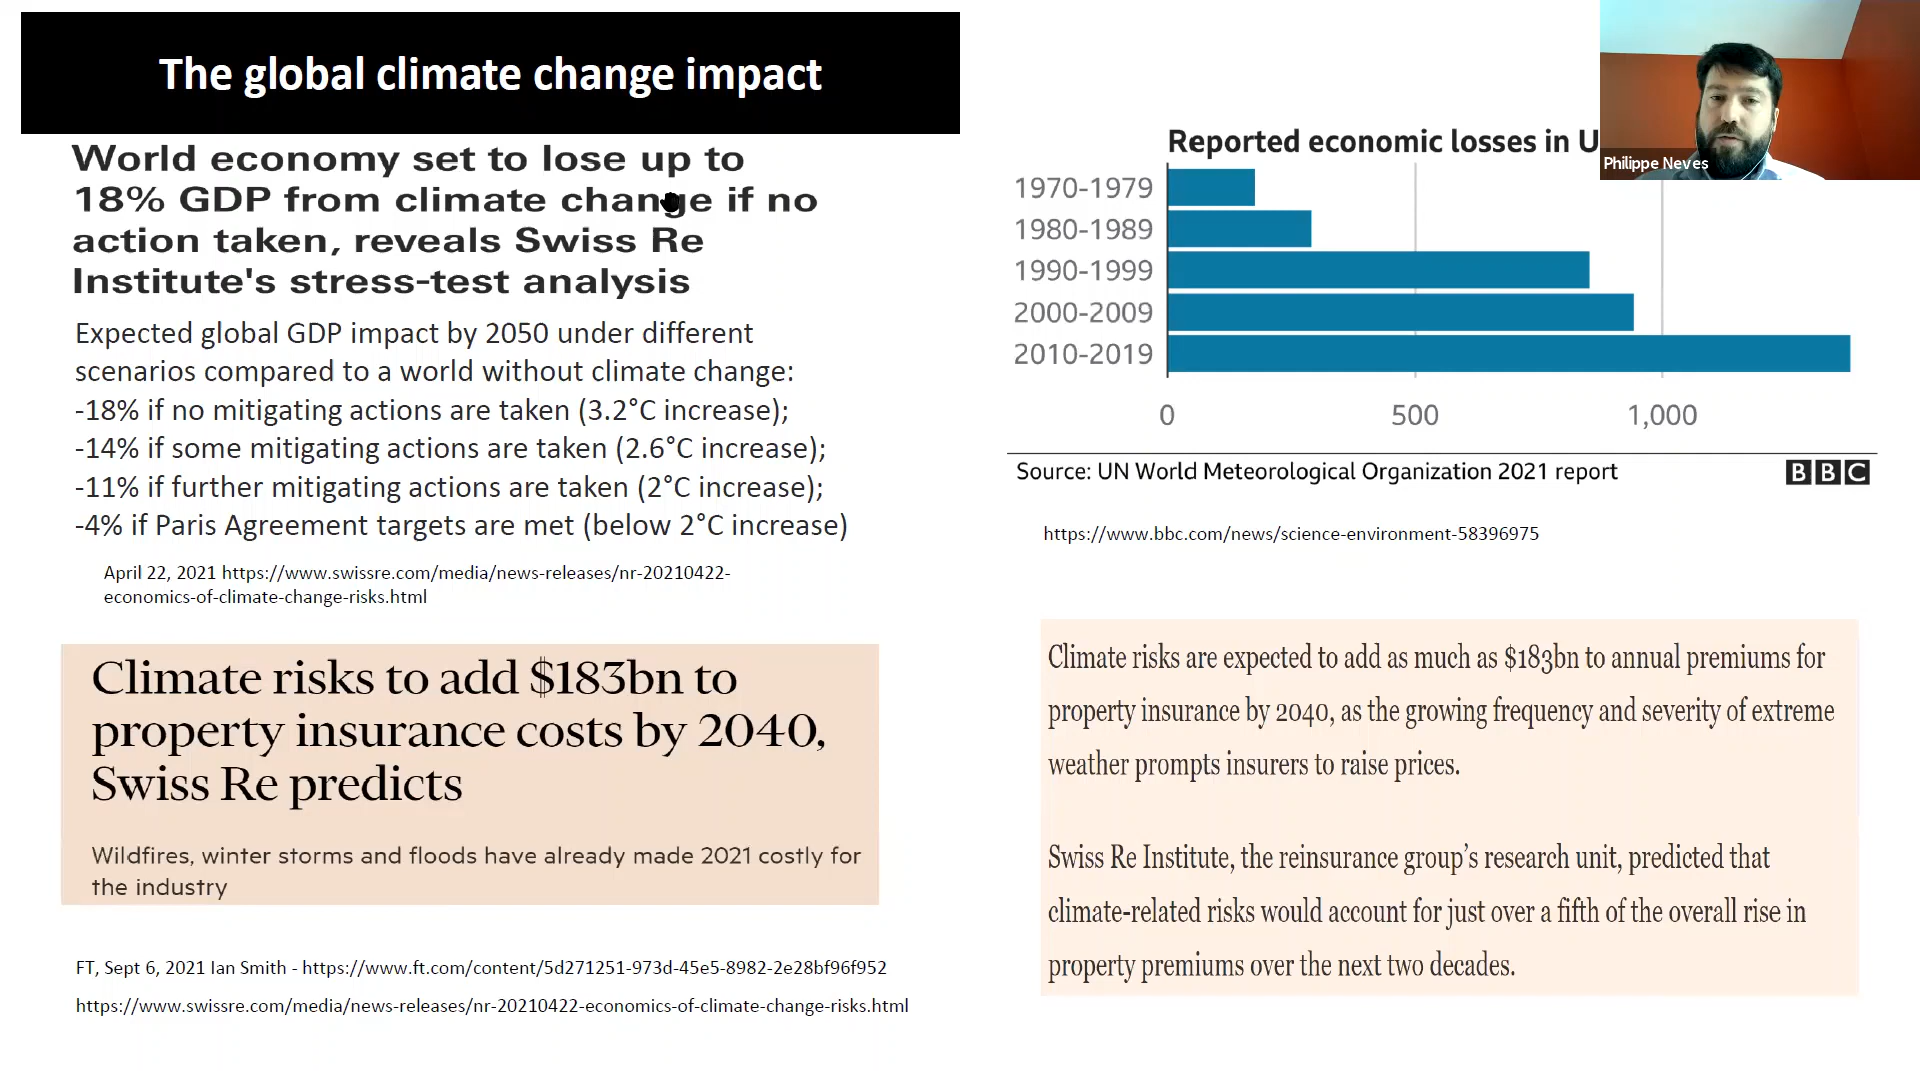 The global climate change impact
World economy set to lose up to
18% GDP from climate change if no
action taken, reveals Swiss Re
Institute's stress-test analysis
Expected global GDP impact by 2050 under different
scenarios compared to a world without climate change:
-18% if no mitigating actions are taken (3.2°C increase);
-14% if some mitigating actions are taken (2.6°C increase);
-11% if further mitigating actions are taken (2°C increase);
-4% if Paris Agreement targets are met (below 2°C increase)
April 22, 2021 https://www.swissre.com/media/news-releases/nr-20210422-
economics-of-climate-change-risks.html
Climate risks to add $183bn to
property insurance costs by 2040,
Swiss Re predicts
Wildfires, winter storms and floods have already made 2021 costly for
the industry
FT, Sept 6, 2021 Ian Smith - https://www.ft.com/content/5d271251-973d-45e5-8982-2e28bf96f952
https://www.swissre.com/media/news-releases/nr-20210422-economics-of-climate-change-risks.html
Philippe Neves
Reported economic losses in U
1970-1979
1980-1989
1990-1999
2000-2009
2010-2019
0 500 1,000
Source: UN World Meteorological Organization 2021 report
BBC
https://www.bbc.com/news/science-environment-58396975
Climate risks are expected to add as much as $183bn to annual premiums for
property insurance by 2040, as the growing frequency and severity of extreme
weather prompts insurers to raise prices.
Swiss Re Institute, the reinsurance group's research unit, predicted that
climate-related risks would account for just over a fifth of the overall rise in
property premiums over the next two decades.